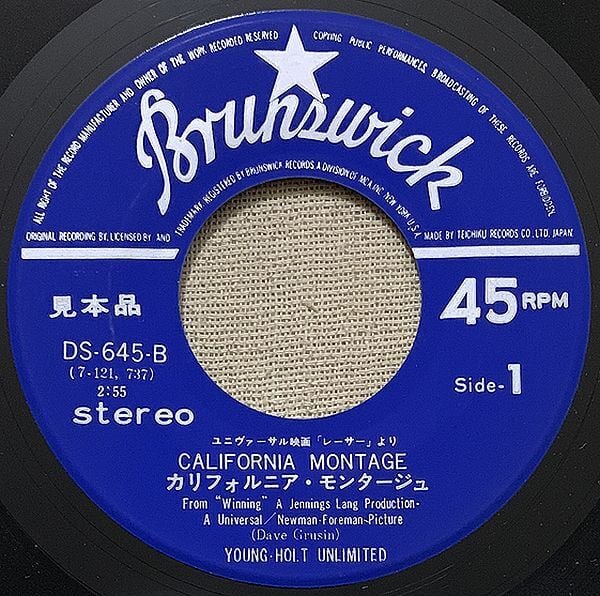 ALL RIGHT OF THE RECORD MANUFACTURER AND OWNER OF THE WORK RECORDED RESERVED
COPYING PUBLIC PERFORMANCES, BROADCASTING OF THESE RECORDS ARE FORBIDDEN.
Brunswick
TRADEMARK REGISTERED BY BRUNSWICK RECORDS, A DIVISION OF MCA, INC. NEW YORK, U.S.A.
ORIGINAL RECORDING BY, LICENSED BY AND
MADE BY TEICHIKU RECORDS CO., LTD. JAPAN.
見本品
45 RPM
DS-645-B
(7-121, 737)
2:55
Side-1
stereo
ユニヴァーサル映画「レーサー」より
CALIFORNIA MONTAGE
カリフォルニア・モンタージュ
From "Winning" A Jennings Lang Production-
A Universal／Newman-Foreman-Picture
(Dave Grusin)
YOUNG-HOLT UNLIMITED